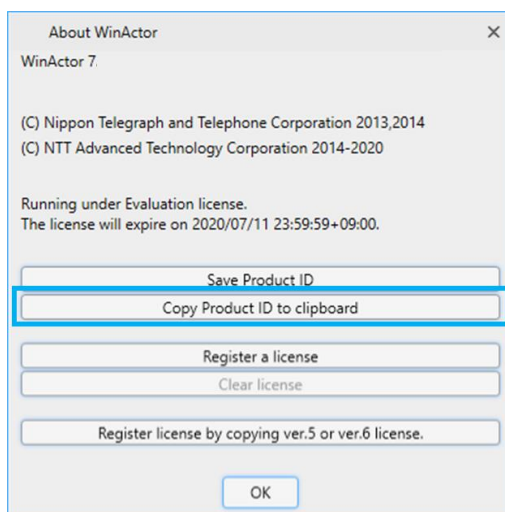 About WinActor
WinActor 7.
(C) Nippon Telegraph and Telephone Corporation 2013,2014
(C) NTT Advanced Technology Corporation 2014-2020
Running under Evaluation license.
The license will expire on 2020/07/11 23:59:59+09:00.
Save Product ID
Copy Product ID to clipboard
Register a license
Clear license
Register license by copying ver.5 or ver.6 license.
OK